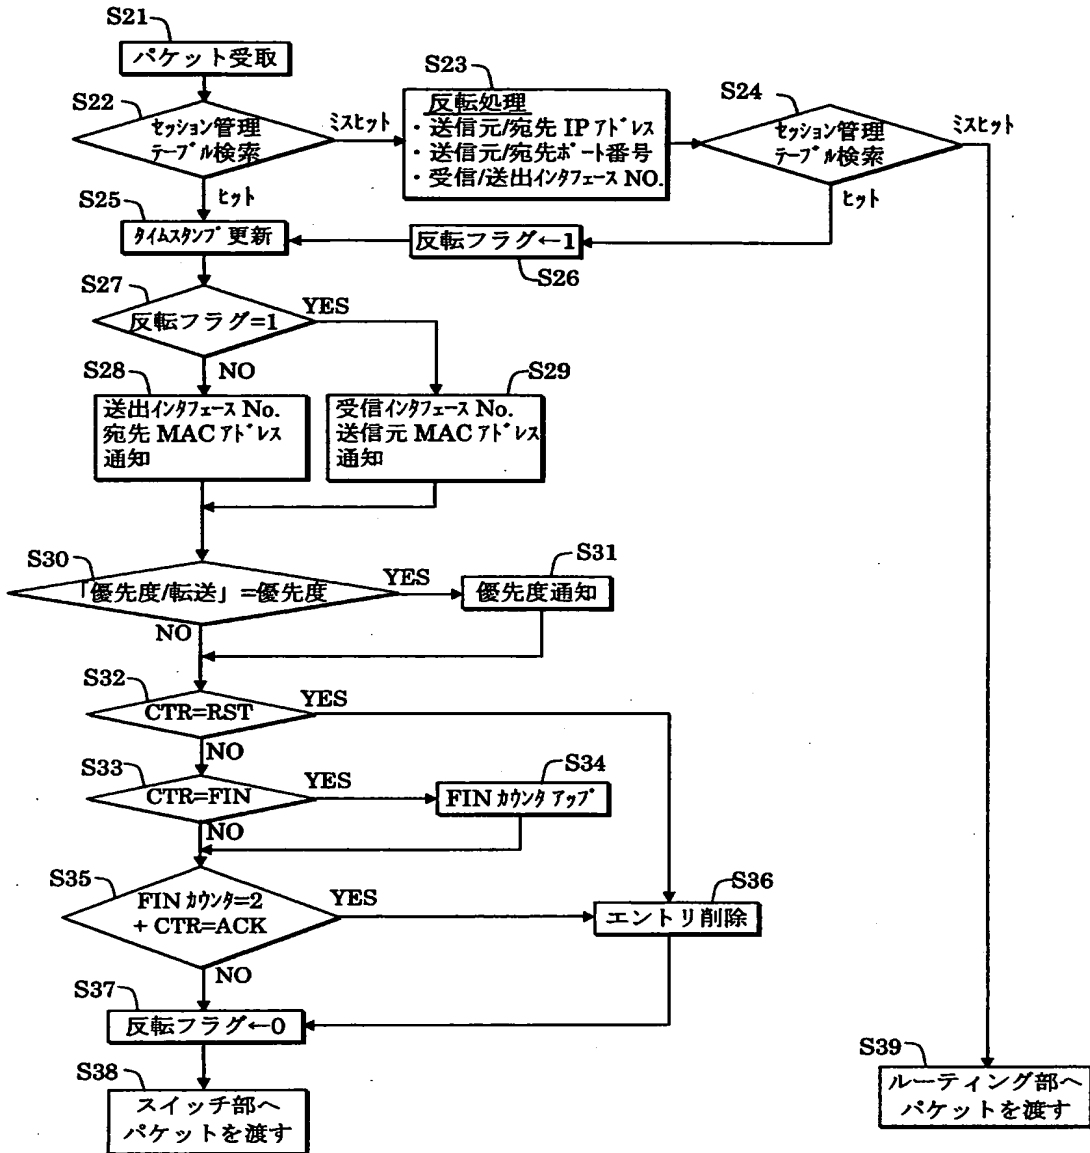 S21
パケット受取
S22
セッション管理
テーブル検索
ミスヒット
ヒット
S23
反転処理
・送信元/宛先 IP アドレス
・送信元/宛先ポート番号
・受信/送出インタフェース NO.
S24
セッション管理
テーブル検索
ミスヒット
ヒット
S25
タイムスタンプ更新
反転フラグ←1
S26
S27
反転フラグ=1
YES
NO
S28
送出インタフェース No.
宛先 MAC アドレス
通知
S29
受信インタフェース No.
送信元 MAC アドレス
通知
S30
「優先度/転送」=優先度
YES
NO
S31
優先度通知
S32
CTR=RST
YES
NO
S33
CTR=FIN
YES
NO
S34
FIN カウンタ アップ
S35
FIN カウンタ=2
+ CTR=ACK
YES
NO
S36
エントリ削除
S37
反転フラグ←0
S38
スイッチ部へ
パケットを渡す
S39
ルーティング部へ
パケットを渡す